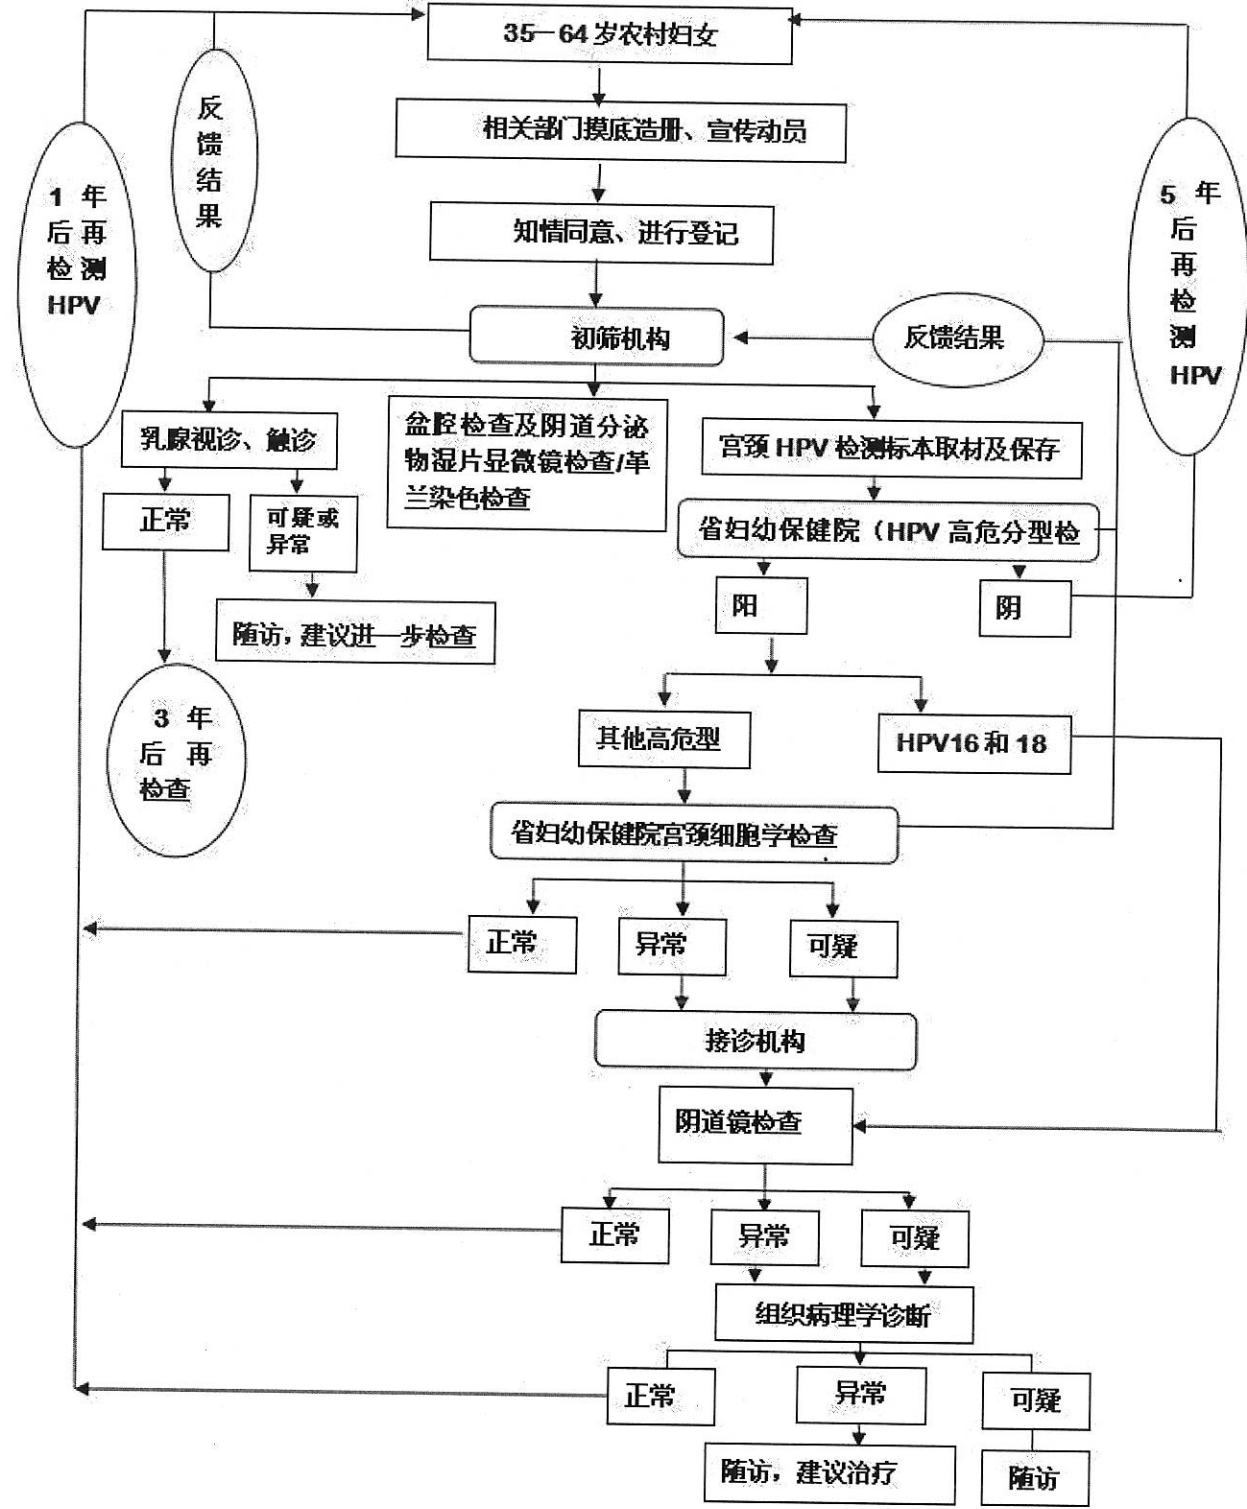 35—64 岁农村妇女
相关部门摸底造册、宣传动员
知情同意、进行登记
反
馈
结
果
1 年
后 再
检 测
HPV
5 年
后
再
检
测
HPV
初筛机构
反馈结果
乳腺视诊、触诊
盆腔检查及阴道分泌
物湿片显微镜检查/革
兰染色检查
宫颈 HPV 检测标本取材及保存
正常
可疑或
异常
省妇幼保健院（HPV 高危分型检
阳
阴
随访，建议进一步检查
3 年
后 再
检查
其他高危型
HPV16 和 18
省妇幼保健院宫颈细胞学检查
正常
异常
可疑
接诊机构
阴道镜检查
正常
异常
可疑
组织病理学诊断
正常
异常
可疑
随访，建议治疗
随访